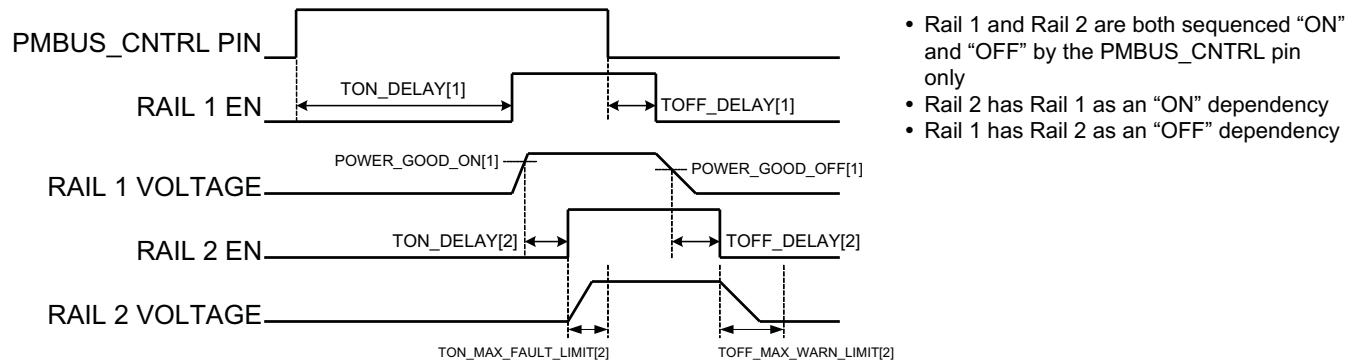 PMBUS_CNTRL PIN
RAIL 1 EN
TON_DELAY[1]
TOFF_DELAY[1]
RAIL 1 VOLTAGE
POWER_GOOD_ON[1]
POWER_GOOD_OFF[1]
RAIL 2 EN
TON_DELAY[2]
TOFF_DELAY[2]
RAIL 2 VOLTAGE
TON_MAX_FAULT_LIMIT[2]
TOFF_MAX_WARN_LIMIT[2]
• Rail 1 and Rail 2 are both sequenced “ON”
and “OFF” by the PMBUS_CNTRL pin
only
• Rail 2 has Rail 1 as an “ON” dependency
• Rail 1 has Rail 2 as an “OFF” dependency